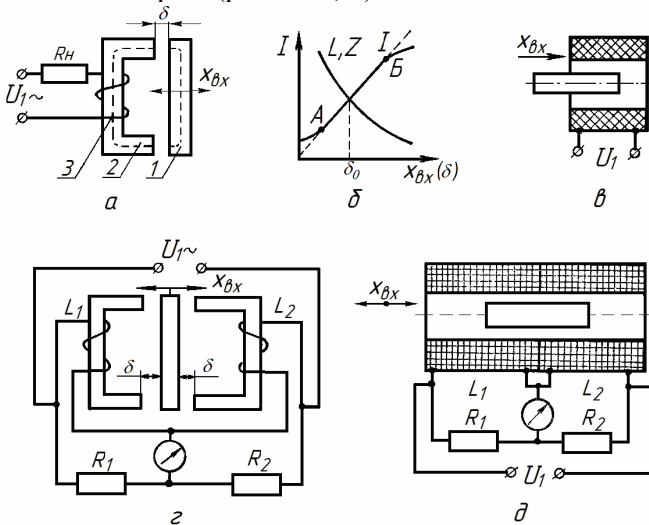 δ
Rн
xвх
U1~
3
2
1
а
I
L,Z
I
Б
А
δ0
xвх(δ)
б
xвх
U1
в
U1~
xвх
L1
L2
δ
δ
R1
R2
г
xвх
L1
L2
R1
R2
U1
д